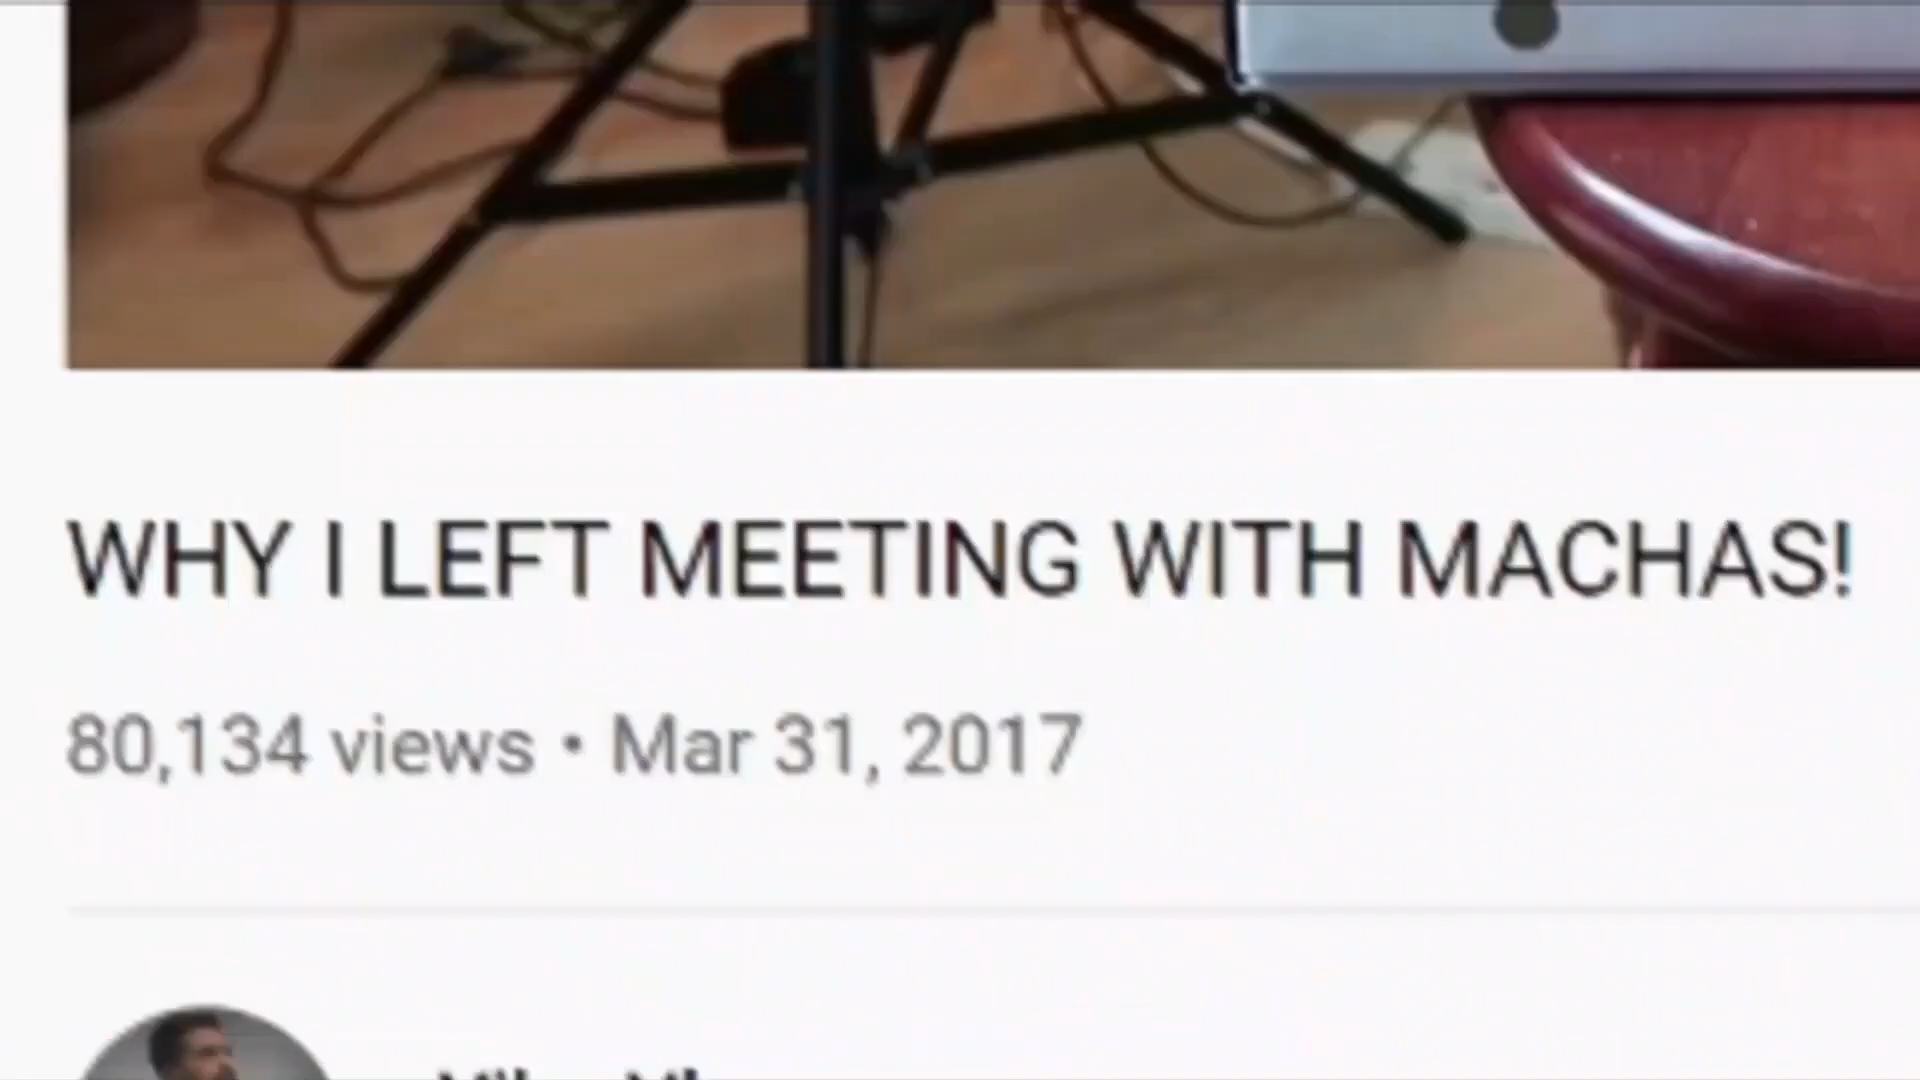 WHY I LEFT MEETING WITH MACHAS!
80,134 views • Mar 31, 2017